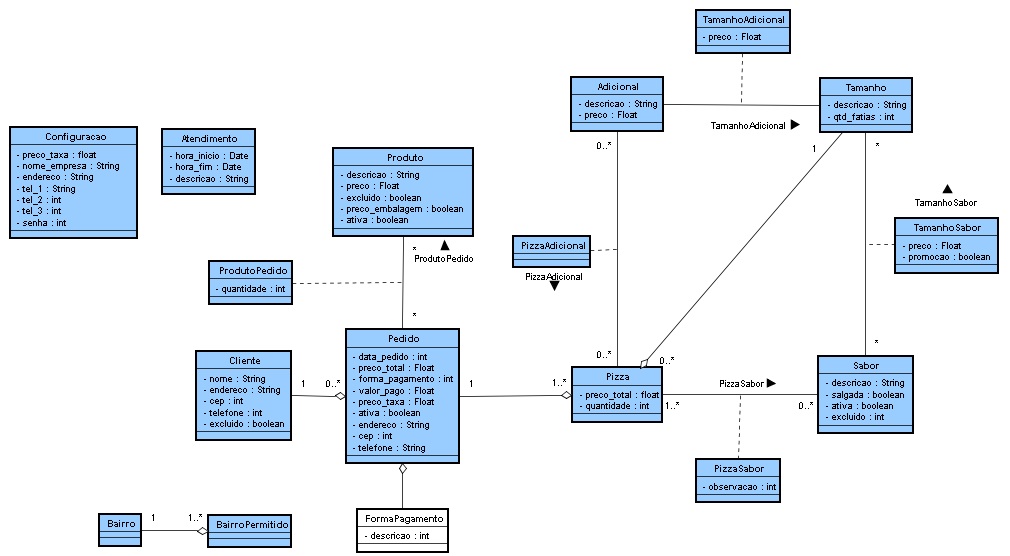 TamanhoAdicional
- preco : Float
Adicional
- descricao : String
- preco : Float
Tamanho
- descricao : String
- qtd_fatias : int
TamanhoAdicional
Configuracao
- preco_taxa : float
- nome_empresa : String
- endereco : String
- tel_1 : String
- tel_2 : int
- tel_3 : int
- senha : int
Atendimento
- hora_inicio : Date
- hora_fim : Date
- descricao : String
Produto
- descricao : String
- preco : Float
- excluido : boolean
- preco_embalagem : boolean
- ativa : boolean
0..*
1
*
TamanhoSabor
TamanhoSabor
- preco : Float
- promocao : boolean
*
ProdutoPedido
PizzaAdicional
PizzaAdicional
ProdutoPedido
- quantidade : int
*
Pedido
- data_pedido : int
- preco_total : Float
- forma_pagamento : int
- valor_pago : Float
- preco_taxa : Float
- ativa : boolean
- endereco : String
- cep : int
- telefone : String
Cliente
- nome : String
- endereco : String
- cep : int
- telefone : int
- excluido : boolean
1
0..*
1
1..*
0..*
0..*
*
Pizza
- preco_total : float
- quantidade : int
PizzaSabor
1..*
0..*
Sabor
- descricao : String
- salgada : boolean
- ativa : boolean
- excluido : int
PizzaSabor
- observacao : int
FormaPagamento
- descricao : int
Bairro
1
1..*
BairroPermitido